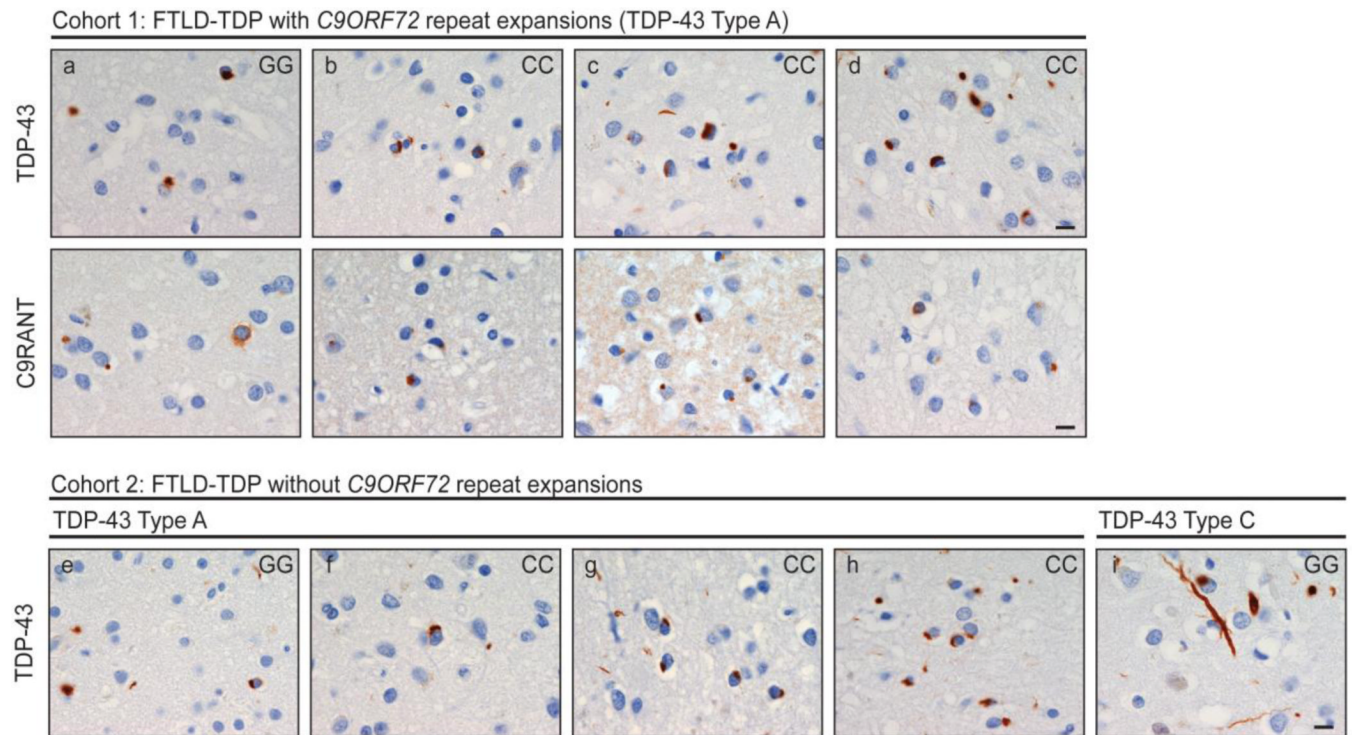 Cohort 1: FTLD-TDP with C9ORF72 repeat expansions (TDP-43 Type A)
a GG b CC c CC d CC
TDP-43
C9RANT
Cohort 2: FTLD-TDP without C9ORF72 repeat expansions
TDP-43 Type A TDP-43 Type C
e GG f CC g CC h CC i GG
TDP-43